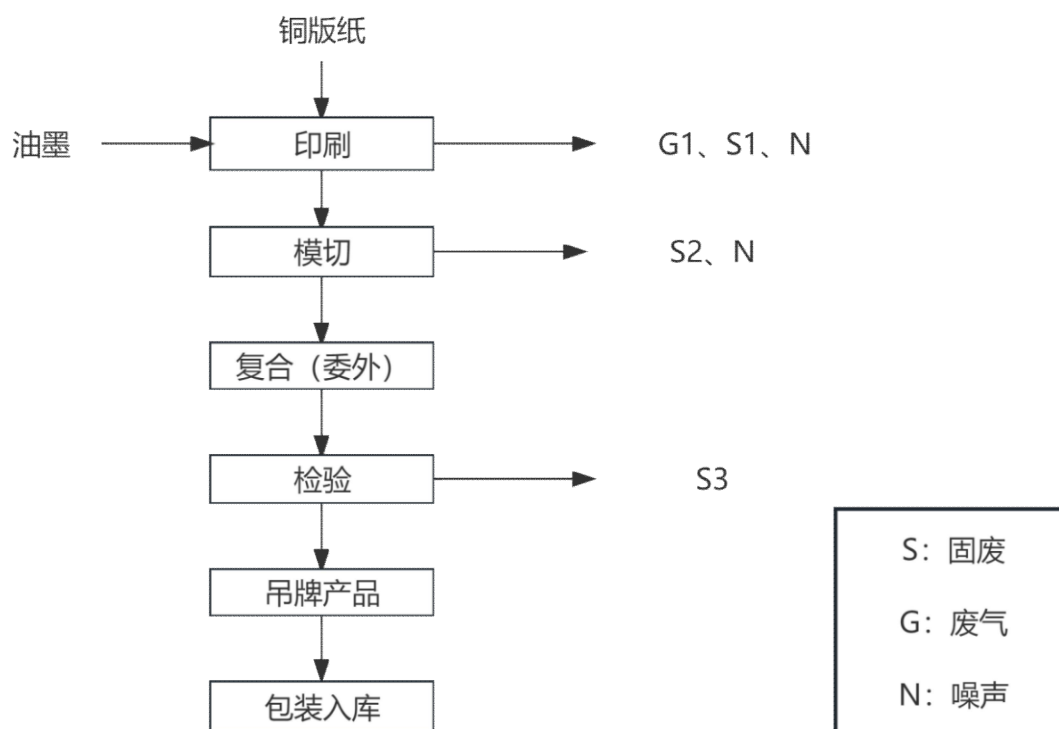 铜版纸
油墨
印刷
G1、S1、N
模切
S2、N
复合（委外）
检验
S3
吊牌产品
包装入库
S：固废
G：废气
N：噪声